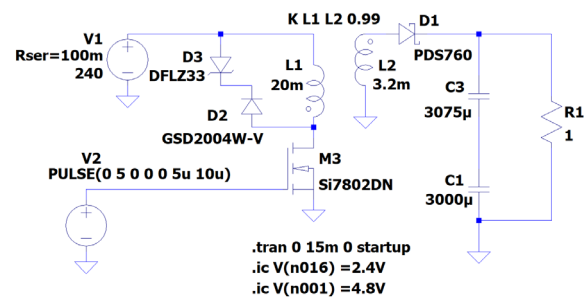 K L1 L2 0.99
D1
PDS760
V1
Rser=100m
240
D3
DFLZ33
L1
20m
L2
3.2m
C3
3075µ
R1
1
D2
GSD2004W-V
V2
PULSE(0 5 0 0 0 5u 10u)
M3
Si7802DN
C1
3000µ
.tran 0 15m 0 startup
.ic V(n016) =2.4V
.ic V(n001) =4.8V